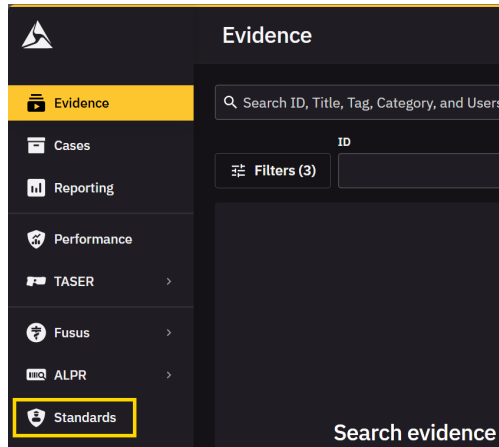 Evidence
Evidence
Search ID, Title, Tag, Category, and Users
Cases
ID
Filters (3)
Reporting
Performance
TASER
Fusus
ALPR
Standards
Search evidence